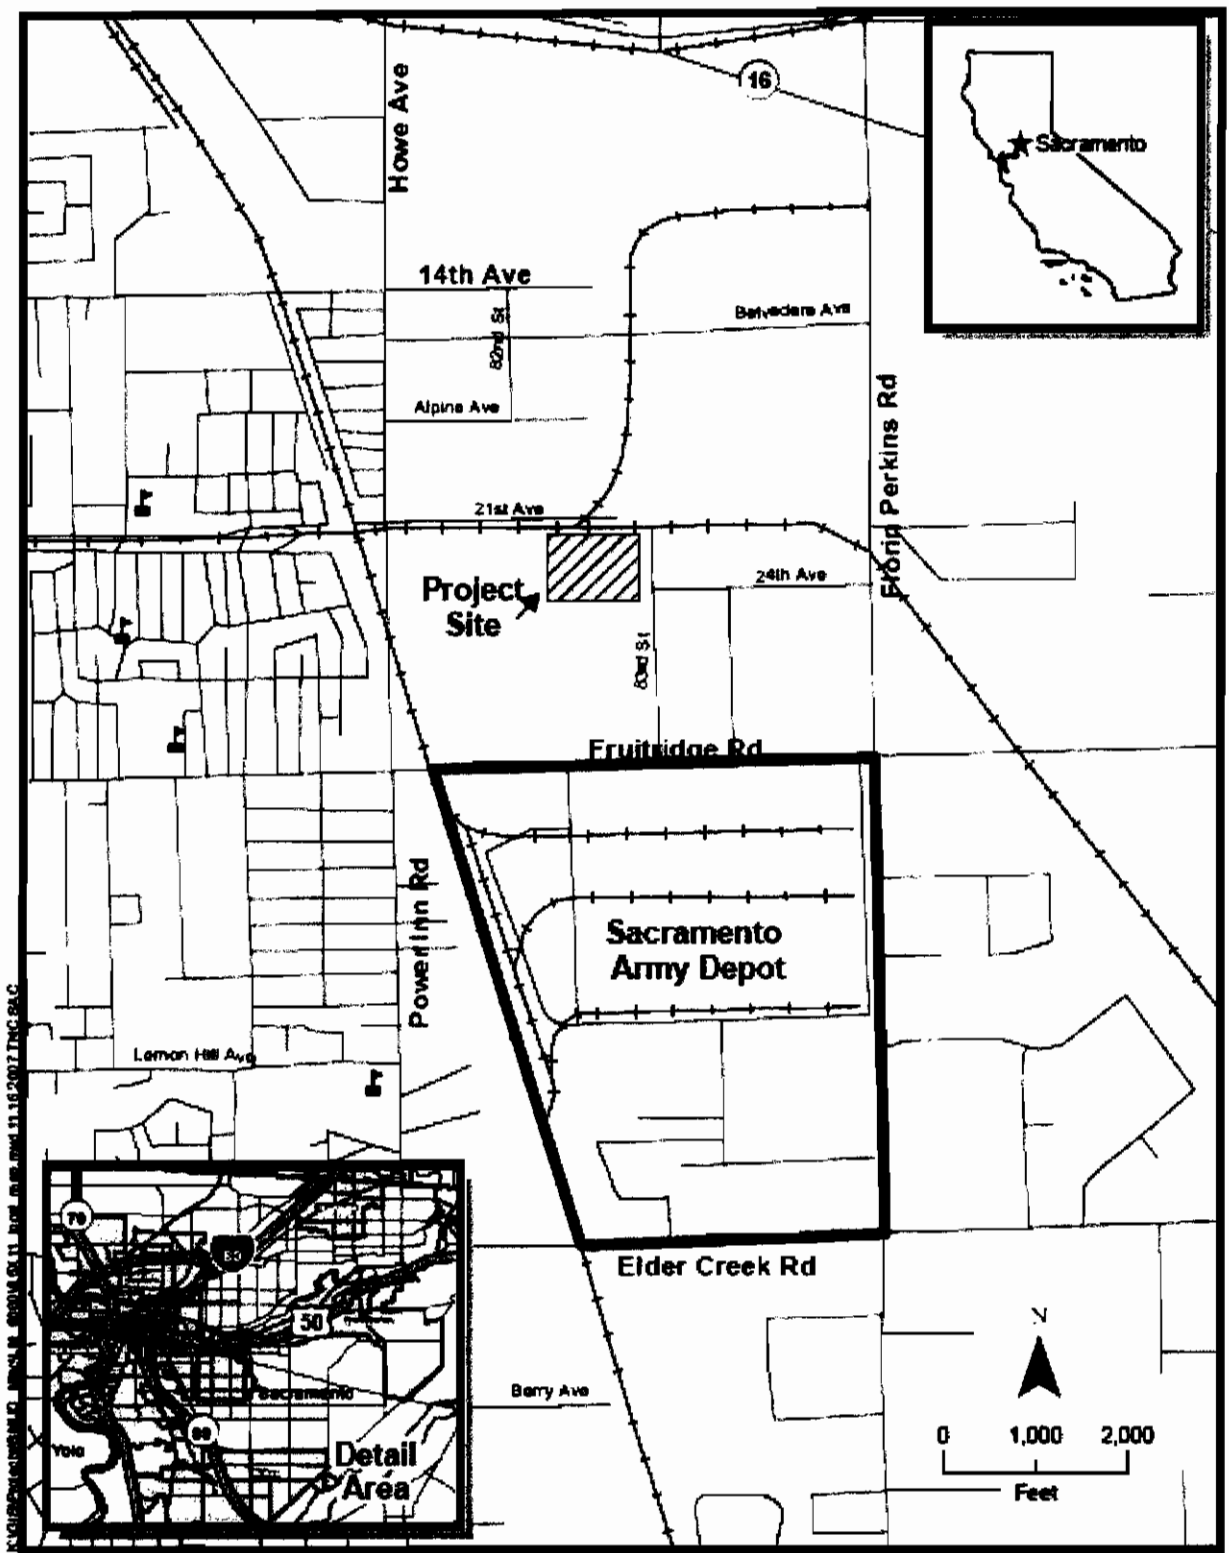 16
Howe Ave
Sacramento
14th Ave
82nd St
Belvedere Ave
Alpine Ave
Florin Perkins Rd
21st Ave
Project
Site
24th Ave
83rd St
Fruitridge Rd
Power Inn Rd
Sacramento
Army Depot
Lemon Hill Ave
Elder Creek Rd
70
50
Sacramento
99
Yolo
Detail
Area
Berry Ave
N
0 1,000 2,000
Feet